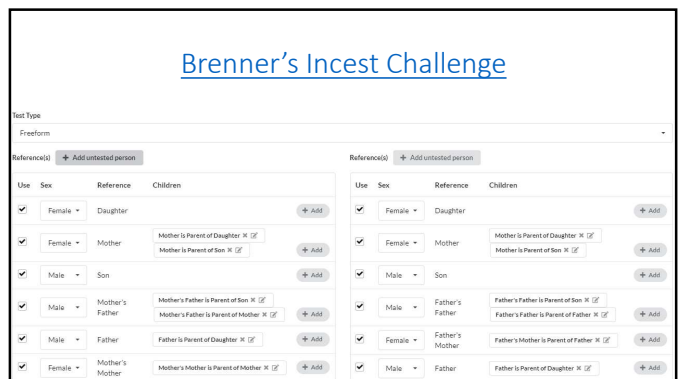 Brenner's Incest Challenge
Test Type
Freeform
Reference(s) + Add untested person
Use Sex Reference Children
Female Daughter + Add
Female Mother Mother is Parent of Daughter Mother is Parent of Son + Add
Male Son + Add
Male Mother's Father Mother's Father is Parent of Son Mother's Father is Parent of Mother + Add
Male Father Father is Parent of Daughter + Add
Female Mother's Mother Mother's Mother is Parent of Mother + Add
Reference(s) + Add untested person
Use Sex Reference Children
Female Daughter + Add
Female Mother Mother is Parent of Daughter Mother is Parent of Son + Add
Male Son + Add
Male Father's Father Father's Father is Parent of Son Father's Father is Parent of Father + Add
Female Father's Mother Father's Mother is Parent of Father + Add
Male Father Father is Parent of Daughter + Add